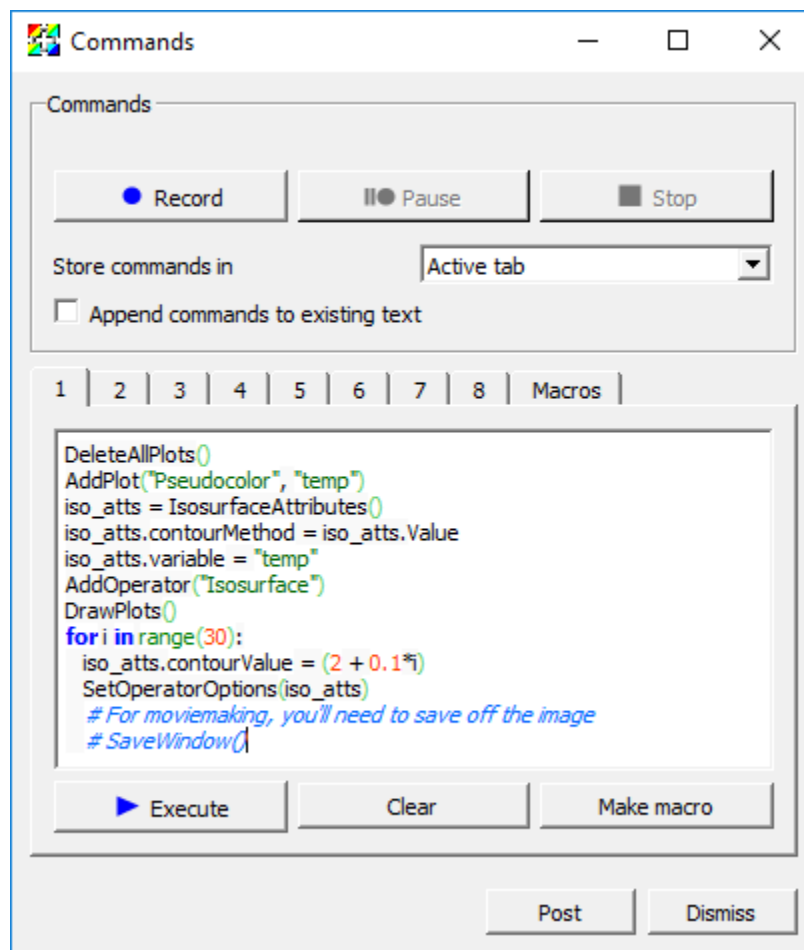 Commands
Commands
Record Pause Stop
Store commands in Active tab
Append commands to existing text
1 2 3 4 5 6 7 8 Macros
DeleteAllPlots()
AddPlot("Pseudocolor", "temp")
iso_atts = IsosurfaceAttributes()
iso_atts.contourMethod = iso_atts.Value
iso_atts.variable = "temp"
AddOperator("Isosurface")
DrawPlots()
for i in range(30):
  iso_atts.contourValue = (2 + 0.1*i)
  SetOperatorOptions(iso_atts)
  # For moviemaking, you'll need to save off the image
  # SaveWindow()
Execute Clear Make macro
Post Dismiss